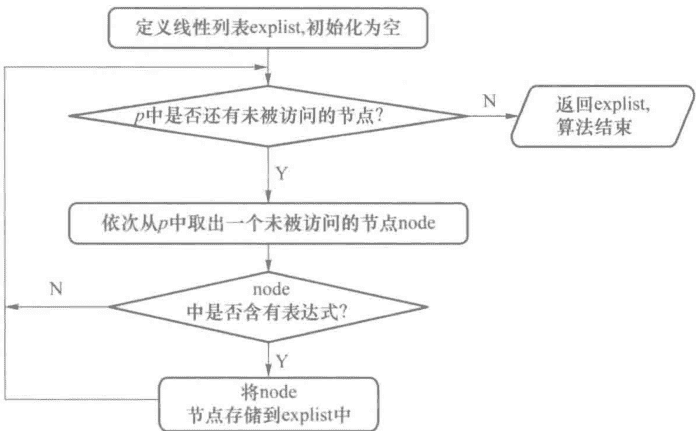 定义线性列表explist,初始化为空
p中是否还有未被访问的节点?
N
返回explist,
算法结束
Y
依次从p中取出一个未被访问的节点node
node
中是否含有表达式?
N
Y
将node
节点存储到explist中